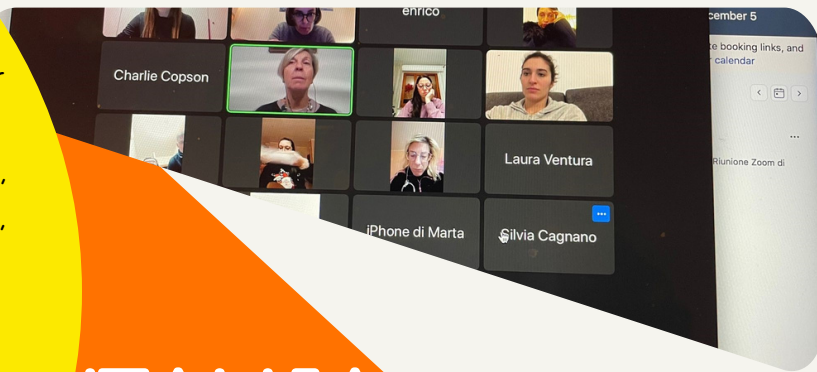 enrico
cember 5
te booking links, and
calendar
Charlie Copson
Laura Ventura
Riunione Zoom di
iPhone di Marta
Silvia Cagnano